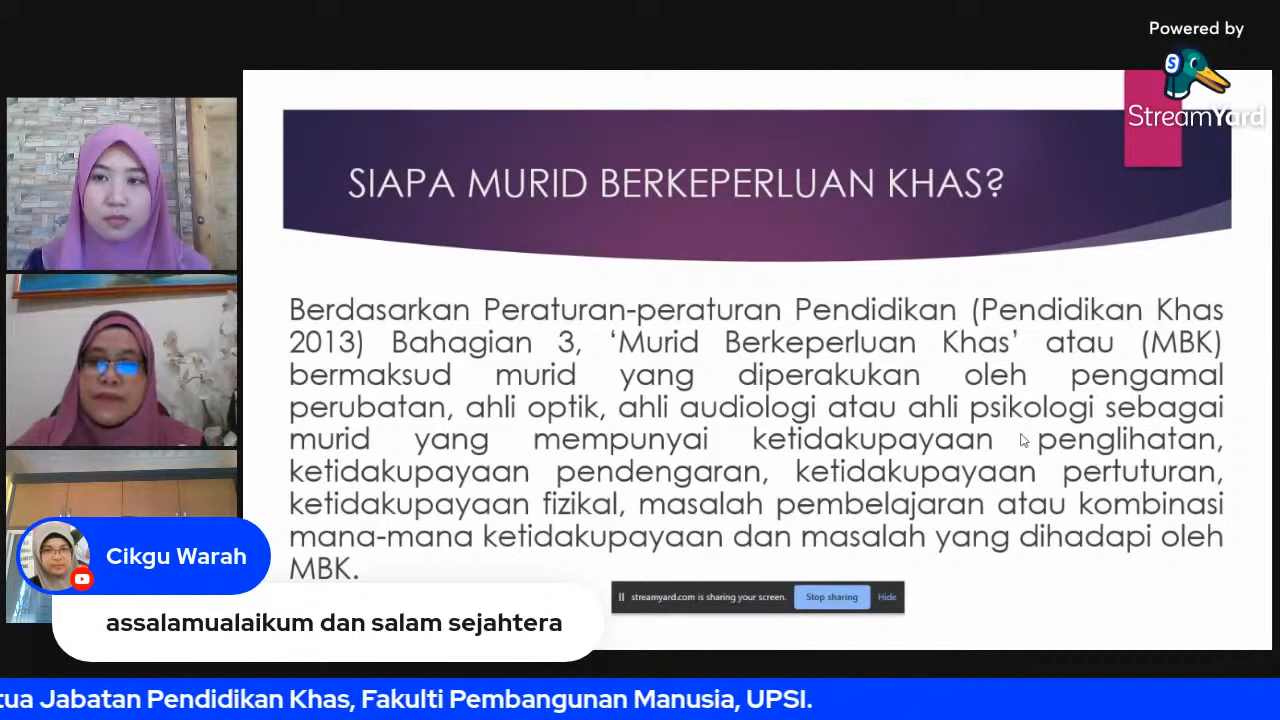 Powered by
StreamYard
SIAPA MURID BERKEPERLUAN KHAS?
Berdasarkan Peraturan-peraturan Pendidikan (Pendidikan Khas
2013) Bahagian 3, ‘Murid Berkeperluan Khas’ atau (MBK)
bermaksud murid yang diperakukan oleh pengamal
perubatan, ahli optik, ahli audiologi atau ahli psikologi sebagai
murid yang mempunyai ketidakupayaan penglihatan,
ketidakupayaan pendengaran, ketidakupayaan pertuturan,
ketidakupayaan fizikal, masalah pembelajaran atau kombinasi
mana-mana ketidakupayaan dan masalah yang dihadapi oleh
MBK.
streamyard.com is sharing your screen. Stop sharing Hide
Cikgu Warah
assalamualaikum dan salam sejahtera
Jabatan Pendidikan Khas, Fakulti Pembangunan Manusia, UPSI.